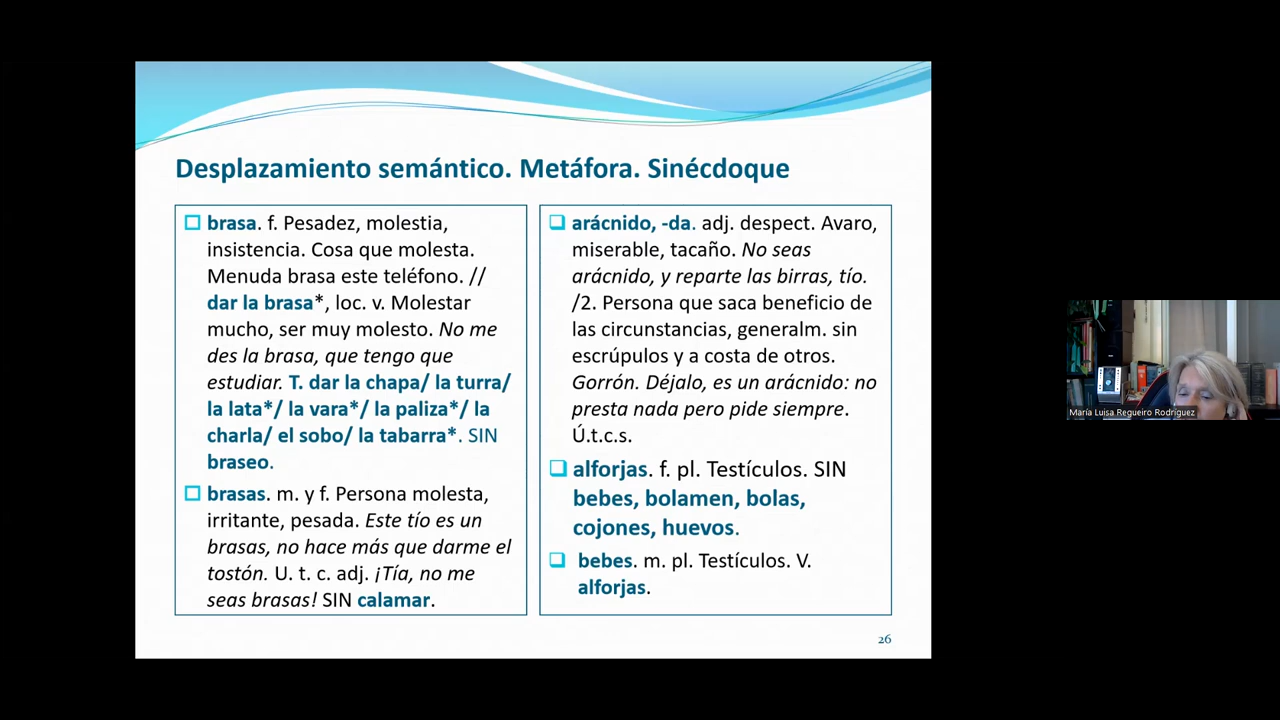 Desplazamiento semántico. Metáfora. Sinécdoque
brasa. f. Pesadez, molestia,
insistencia. Cosa que molesta.
Menuda brasa este teléfono. //
dar la brasa*, loc. v. Molestar
mucho, ser muy molesto. No me
des la brasa, que tengo que
estudiar. T. dar la chapa/ la turra/
la lata*/ la vara*/ la paliza*/ la
charla/ el sobo/ la tabarra*. SIN
braseo.
brasas. m. y f. Persona molesta,
irritante, pesada. Este tío es un
brasas, no hace más que darme el
tostón. U. t. c. adj. ¡Tía, no me
seas brasas! SIN calamar.
arácnido, -da. adj. despect. Avaro,
miserable, tacaño. No seas
arácnido, y reparte las birras, tío.
/2. Persona que saca beneficio de
las circunstancias, generalm. sin
escrúpulos y a costa de otros.
Gorrón. Déjalo, es un arácnido: no
presta nada pero pide siempre.
Ú.t.c.s.
alforjas. f. pl. Testículos. SIN
bebes, bolamen, bolas,
cojones, huevos.
bebes. m. pl. Testículos. V.
alforjas.
26
María Luisa Regueiro Rodríguez